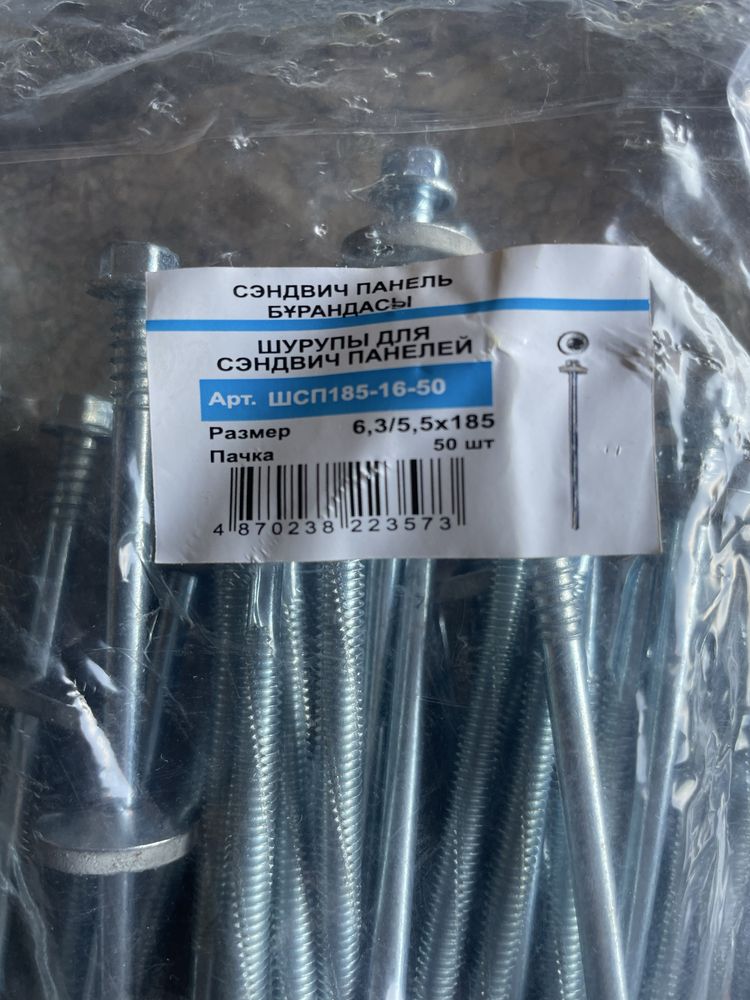 СЭНДВИЧ ПАНЕЛЬ
БҰРАНДАСЫ
ШУРУПЫ ДЛЯ
СЭНДВИЧ ПАНЕЛЕЙ
Арт. ШСП185-16-50
Размер 6,3/5,5x185
Пачка 50 шт
4 870238 223573